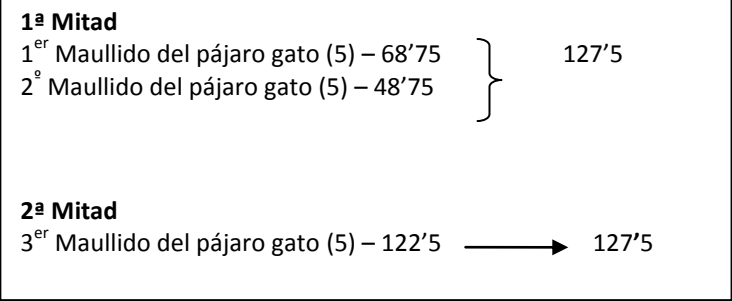 1ª Mitad
1er Maullido del pájaro gato (5) – 68’75 127’5
2º Maullido del pájaro gato (5) – 48’75
2ª Mitad
3er Maullido del pájaro gato (5) – 122’5 127’5